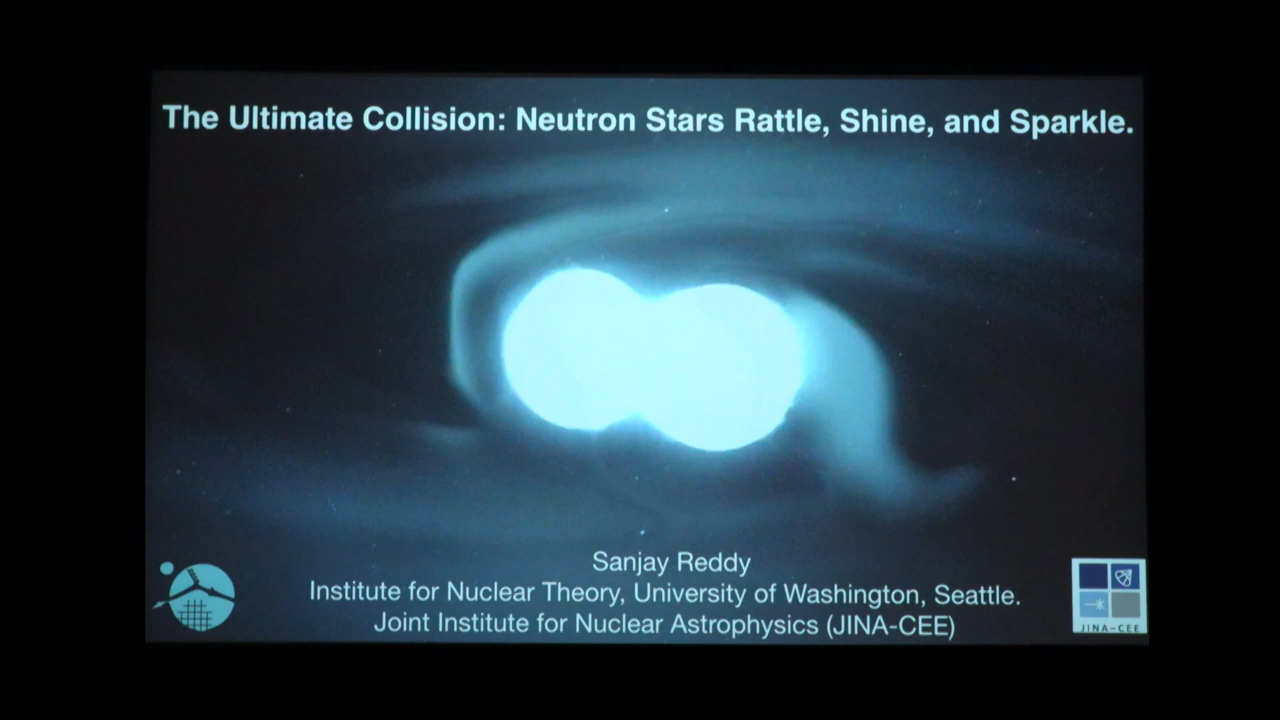 The Ultimate Collision: Neutron Stars Rattle, Shine, and Sparkle.
Sanjay Reddy
Institute for Nuclear Theory, University of Washington, Seattle.
Joint Institute for Nuclear Astrophysics (JINA-CEE)
JINA-CEE